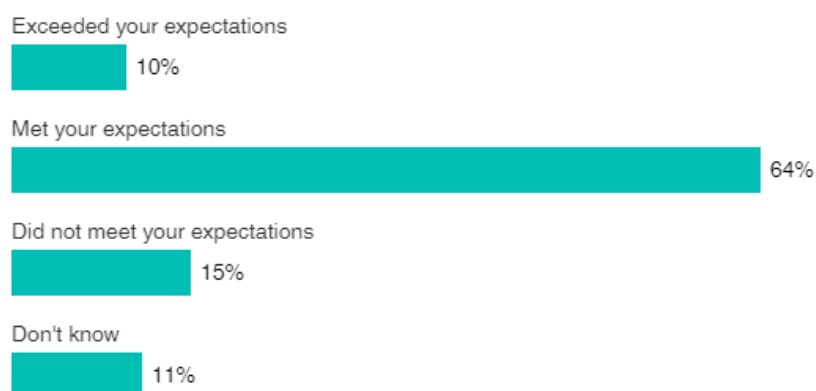 Exceeded your expectations
10%
Met your expectations
64%
Did not meet your expectations
15%
Don't know
11%